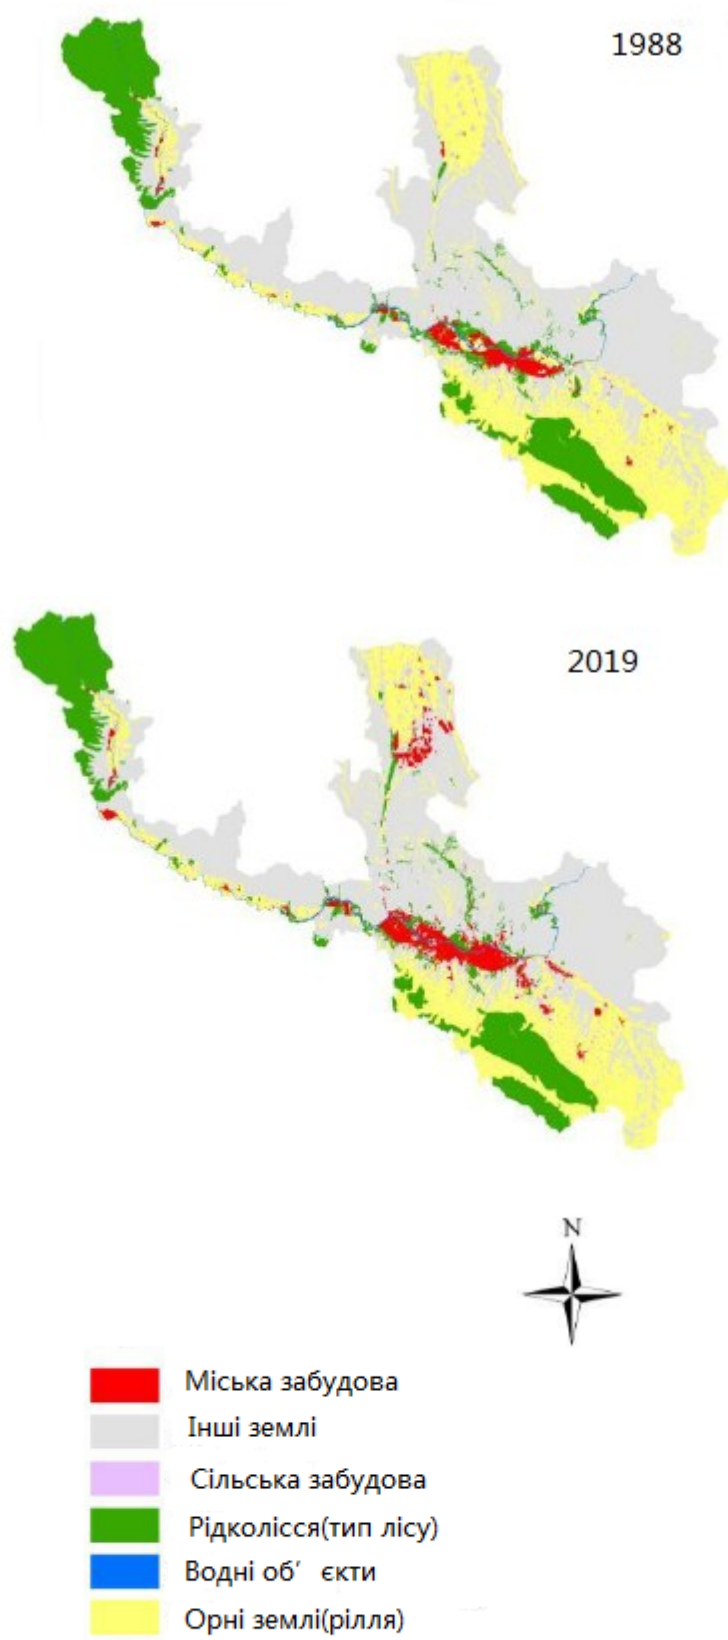 1988
2019
N
Міська забудова
Інші землі
Сільська забудова
Рідколісся(тип лісу)
Водні об′ єкти
Орні землі(рілля)